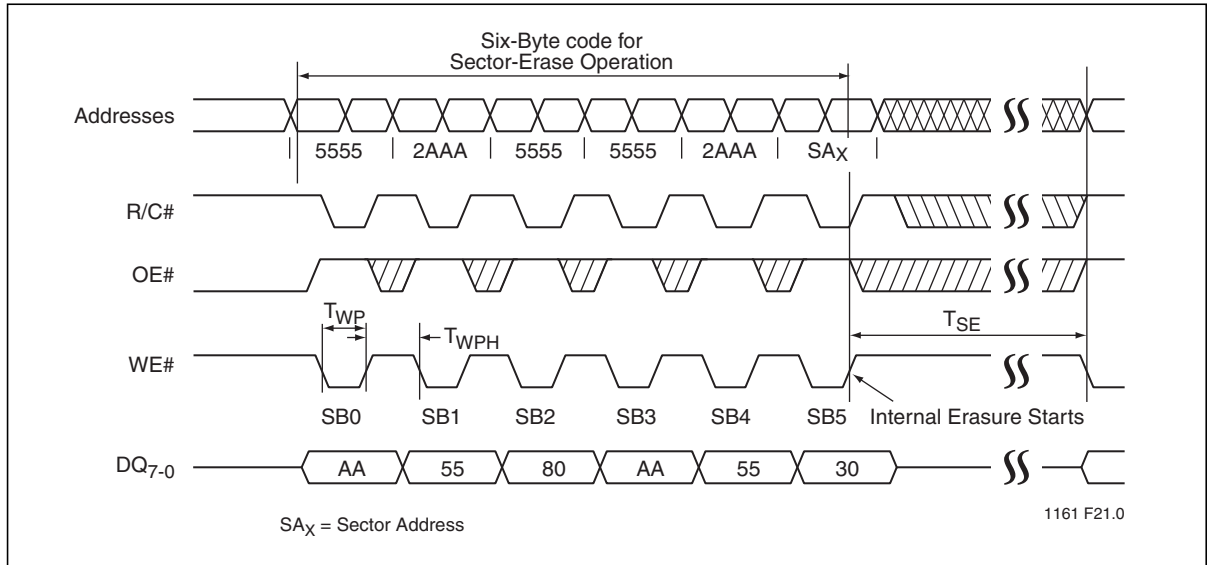 Six-Byte code for
Sector-Erase Operation
Addresses
5555 2AAA 5555 5555 2AAA SAX
R/C#
OE#
TWP
TWPH
TSE
WE#
SB0 SB1 SB2 SB3 SB4 SB5 Internal Erasure Starts
DQ7-0 AA 55 80 AA 55 30
SAX = Sector Address
1161 F21.0